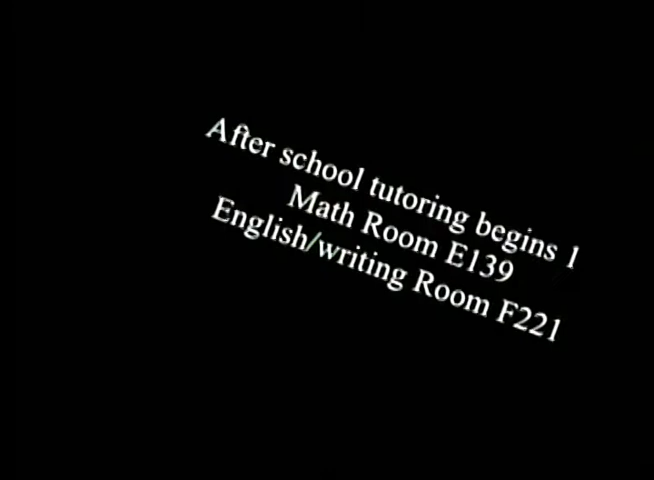 After school tutoring begins 1
Math Room E139
English/writing Room F221